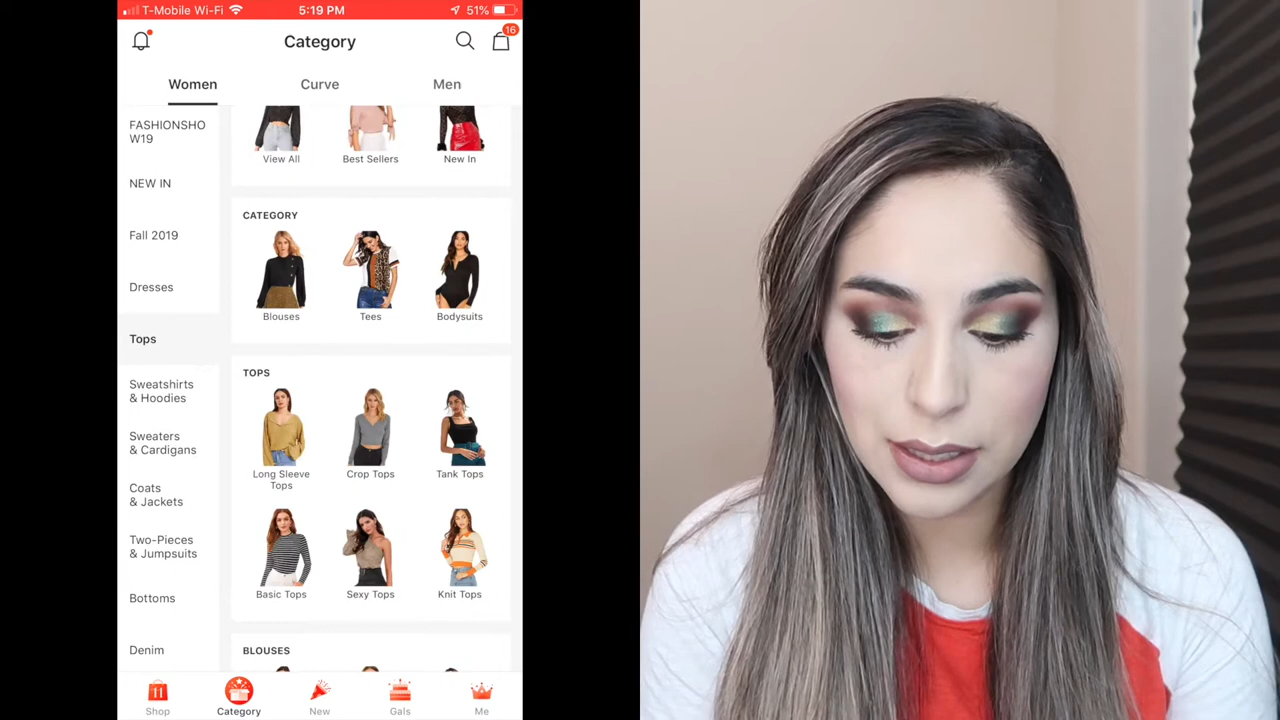 T-Mobile Wi-Fi 5:19 PM 51%
Category
16
Women Curve Men
FASHIONSHO
W19
NEW IN
Fall 2019
Dresses
Tops
Sweatshirts
& Hoodies
Sweaters
& Cardigans
Coats
& Jackets
Two-Pieces
& Jumpsuits
Bottoms
Denim
View All Best Sellers New In
CATEGORY
Blouses Tees Bodysuits
TOPS
Long Sleeve
Tops
Crop Tops Tank Tops
Basic Tops Sexy Tops Knit Tops
BLOUSES
11
Shop Category New Gals Me